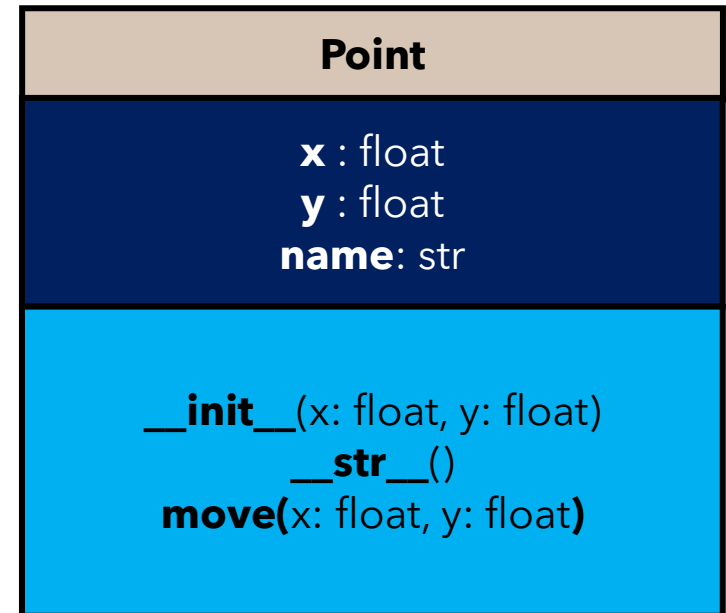 Point
x : float
y : float
name: str
__init__(x: float, y: float)
__str__()
move(x: float, y: float)